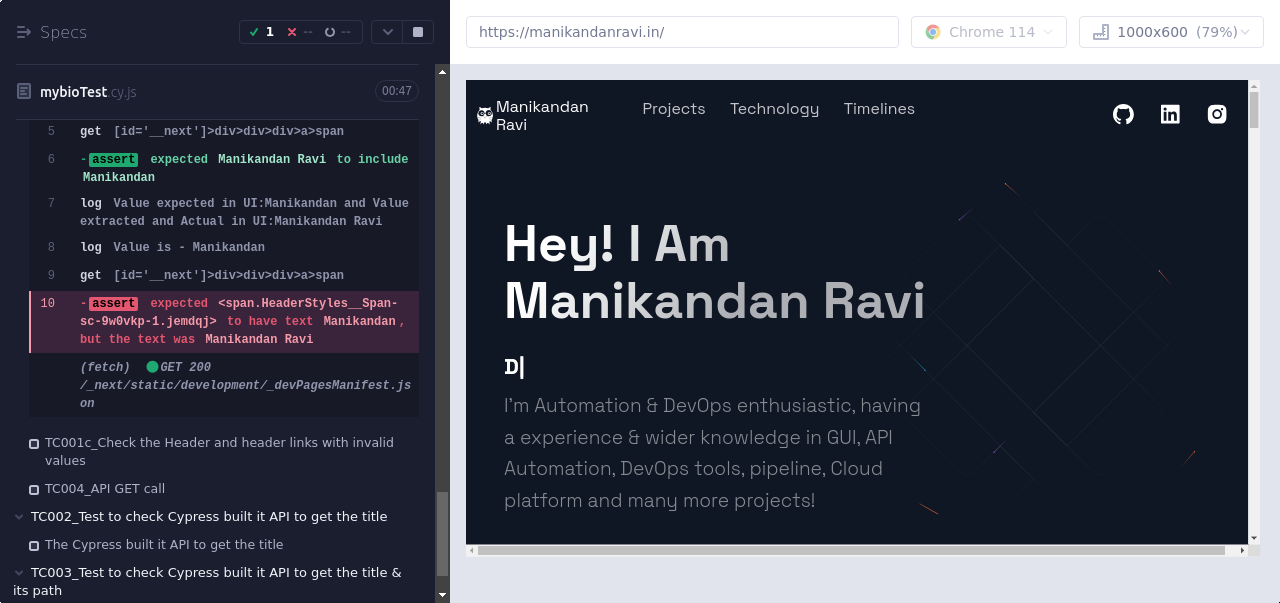 Specs
1
--
--
mybioTest.cy.js
00:47
5 get [id='__next']>div>div>div>a>span
6 -assert expected Manikandan Ravi to include
Manikandan
7 log Value expected in UI:Manikandan and Value
extracted and Actual in UI:Manikandan Ravi
8 log Value is - Manikandan
9 get [id='__next']>div>div>div>a>span
10 -assert expected <span.HeaderStyles__Span-
sc-9w0vkp-1.jemdqj> to have text Manikandan,
but the text was Manikandan Ravi
(fetch) GET 200
/_next/static/development/_devPagesManifest.js
on
TC001c_Check the Header and header links with invalid
values
TC004_API GET call
TC002_Test to check Cypress built it API to get the title
The Cypress built it API to get the title
TC003_Test to check Cypress built it API to get the title &
its path
https://manikandanravi.in/
Chrome 114
1000x600 (79%)
Manikandan
Ravi
Projects
Technology
Timelines
Hey! I Am
Manikandan Ravi
D|
I'm Automation & DevOps enthusiastic, having
a experience & wider knowledge in GUI, API
Automation, DevOps tools, pipeline, Cloud
platform and many more projects!